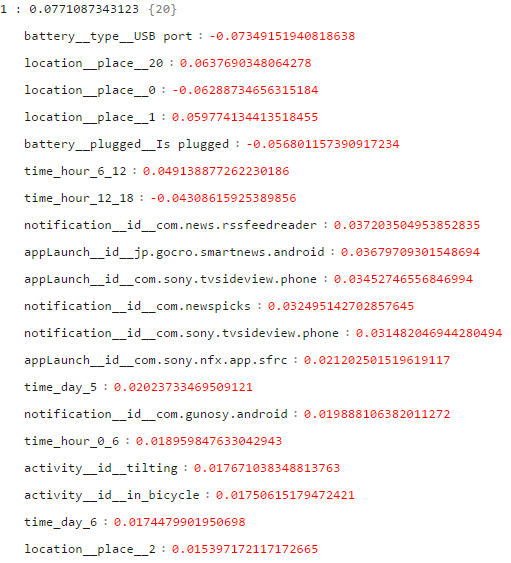 1 : 0.0771087343123 {20}
battery__type__USB port : -0.07349151940818638
location__place__20 : 0.0637690348064278
location__place__0 : -0.06288734656315184
location__place__1 : 0.059774134413518455
battery__plugged__Is plugged : -0.056801157390917234
time_hour_6_12 : 0.049138877262230186
time_hour_12_18 : -0.04308615925389856
notification__id__com.news.rssfeedreader : 0.037203504953852835
appLaunch__id__jp.gocro.smartnews.android : 0.03679709301548694
appLaunch__id__com.sony.tvsideview.phone : 0.03452746556846994
notification__id__com.newspicks : 0.032495142702857645
notification__id__com.sony.tvsideview.phone : 0.031482046944280494
appLaunch__id__com.sony.nfx.app.sfrc : 0.021202501519619117
time_day_5 : 0.02023733469509121
notification__id__com.gunosy.android : 0.019888106382011272
time_hour_0_6 : 0.018959847633042943
activity__id__tilting : 0.017671038348813763
activity__id__in_bicycle : 0.01750615179472421
time_day_6 : 0.0174479901950698
location__place__2 : 0.015397172117172665